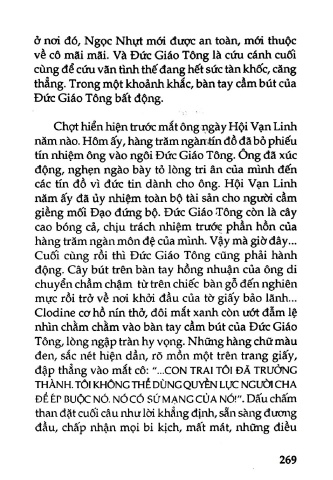 ở nơi đó, Ngọc Nhựt mới được an toàn, mới thuộc
về cô mãi mãi. Và Đức Giáo Tông là cứu cánh cuối
cùng để cứu vãn tình thế đang hết sức tàn khốc, căng
thẳng. Trong một khoảnh khắc, bàn tay cầm bút của
Đức Giáo Tông bất động.
Chợt hiển hiện trước mắt ông ngày Hội Vạn Linh
năm nào. Hôm ấy, hàng trăm ngàn tín đồ đã bỏ phiếu
tín nhiệm ông vào ngôi Đức Giáo Tông. Ông đã xúc
động, nghẹn ngào bày tỏ lòng tri ân của mình đến
các tín đồ vì đức tin dành cho ông. Hội Vạn Linh
năm ấy đã ủy nhiệm toàn bộ tài sản cho người cầm
giềng mối Đạo đứng bộ. Đức Giáo Tông còn là cây
cao bóng cả, chịu trách nhiệm trước phần hồn của
hàng trăm ngàn môn đệ của mình. Vậy mà giờ đây...
Cuối cùng rồi thì Đức Giáo Tông cũng phải hành
động. Cây bút trên bàn tay hồng nhuận của ông di
chuyển chầm chậm từ trên chiếc bàn gỗ đến nghiên
mực rồi trở về nơi khởi đầu của tờ giấy bảo lãnh...
Clodine cơ hồ nín thở, đôi mắt xanh còn ướt đẫm lệ
nhìn chằm chằm vào bàn tay cầm bút của Đức Giáo
Tông, lòng ngập tràn hy vọng. Những hàng chữ màu
đen, sắc nét hiện dần, rõ mồn một trên trang giấy,
đập thẳng vào mắt cô: “...CON TRAI TÔI ĐÃ TRƯỞNG
THÀNH. TÔI KHÔNG THỂ DÙNG QUYỀN LỰC NGƯỜI CHA
ĐỂ ÉP BUỘC NÓ. NÓ CÓ SỨ MẠNG CỦA NÓ!”. Dấu chấm
than đặt cuối câu như lời khẳng định, sẵn sàng đương
đầu, chấp nhận mọi bi kịch, mất mát, những điều
269